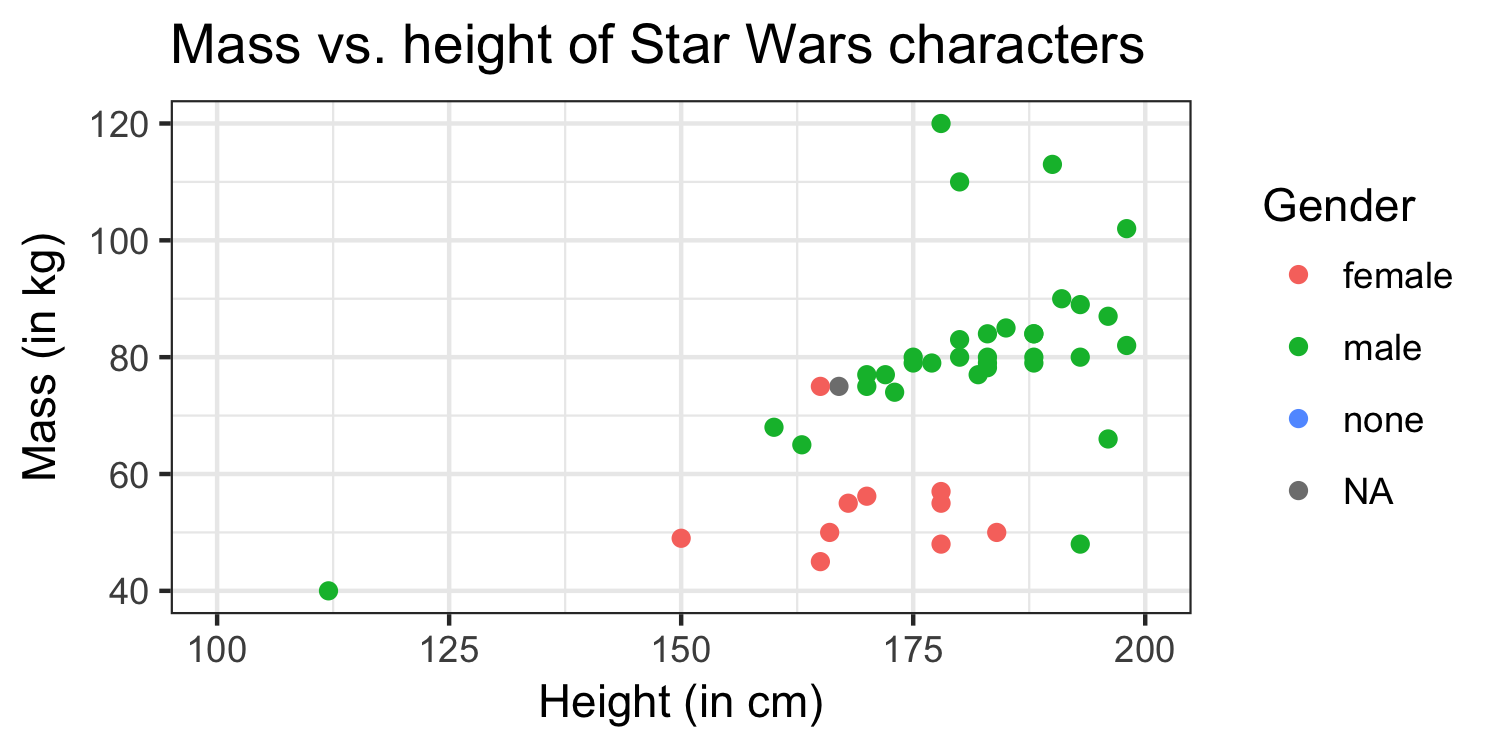 Mass vs. height of Star Wars characters
120
100
80
60
40
Mass (in kg)
100 125 150 175 200
Height (in cm)
Gender
female
male
none
NA